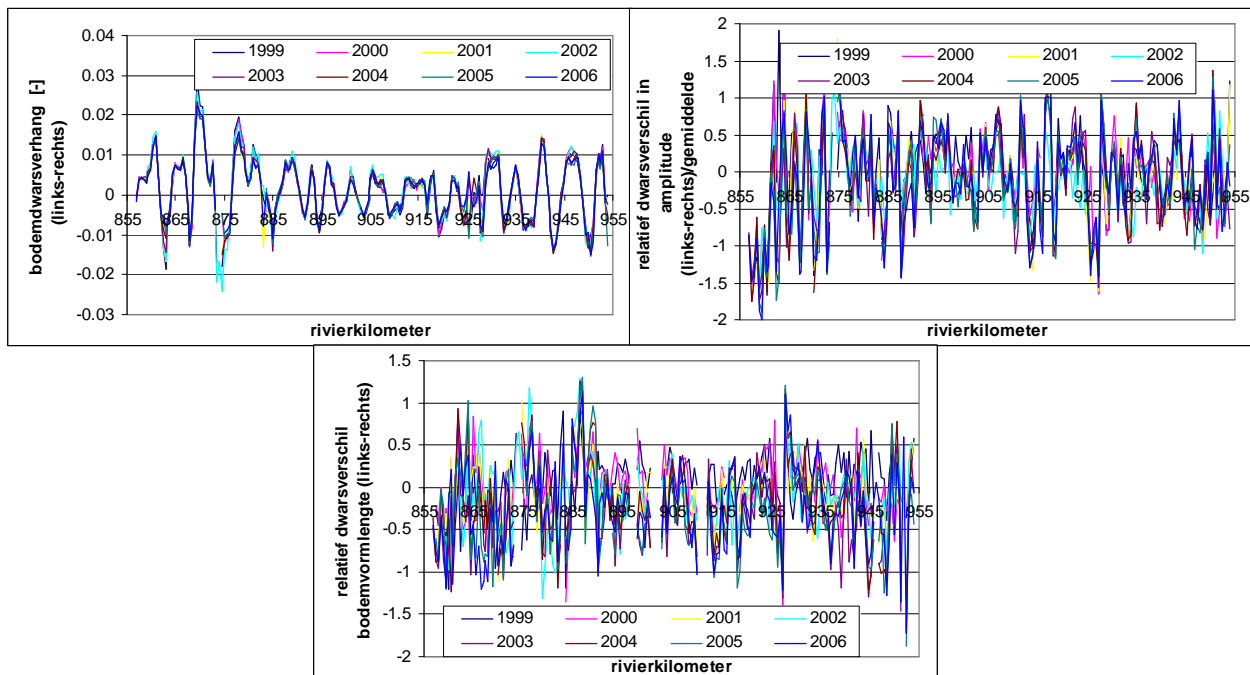 bodemdwarsverhang [-]
(links-rechts)
0.04
0.03
0.02
0.01
0
-0.01
-0.02
-0.03
1999 2000 2001 2002
2003 2004 2005 2006
855 865 875 885 895 905 915 925 935 945 955
rivierkilometer
relatief dwarsverschil in
amplitude
(links-rechts)/gemiddelde
2
1.5
1
0.5
0
-0.5
-1
-1.5
-2
1999 2000 2001 2002
2003 2004 2005 2006
855 865 875 885 895 905 915 925 935 945 955
rivierkilometer
relatief dwarsverschil
bodemvormlengte (links-rechts)
1.5
1
0.5
0
-0.5
-1
-1.5
-2
855 865 875 885 895 905 915 925 935 945 955
1999 2000 2001 2002
2003 2004 2005 2006
rivierkilometer